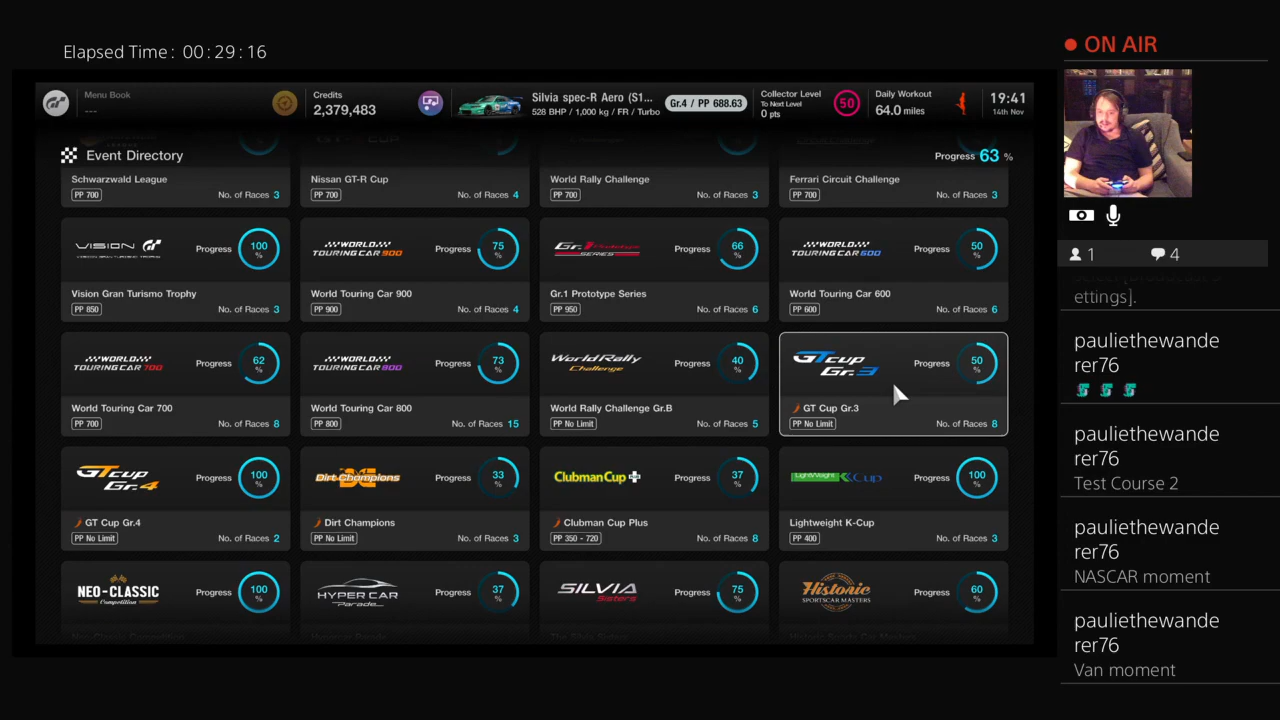 Elapsed Time: 00:29:16
ON AIR
Menu Book
---
Credits
2,379,483
Silvia spec-R Aero (S1...
528 BHP / 1,000 kg / FR / Turbo
Gr.4 / PP 688.63
Collector Level
To Next Level
0 pts
50
Daily Workout
64.0 miles
19:41
14th Nov
Event Directory
Progress 63 %
Schwarzwald League
PP 700
No. of Races 3
Nissan GT-R Cup
PP 700
No. of Races 4
World Rally Challenge
PP 700
No. of Races 3
Ferrari Circuit Challenge
PP 700
No. of Races 3
VISION GT
VISION GRAN TURISMO TROPHY
Progress 100 %
Vision Gran Turismo Trophy
PP 850
No. of Races 3
WORLD
TOURING CAR 900
Progress 75 %
World Touring Car 900
PP 900
No. of Races 4
Gr.1 Prototype
SERIES
Progress 66 %
Gr.1 Prototype Series
PP 950
No. of Races 6
WORLD
TOURING CAR 600
Progress 50 %
World Touring Car 600
PP 600
No. of Races 6
WORLD
TOURING CAR 700
Progress 62 %
World Touring Car 700
PP 700
No. of Races 8
WORLD
TOURING CAR 800
Progress 73 %
World Touring Car 800
PP 800
No. of Races 15
World Rally
Challenge
Progress 40 %
World Rally Challenge Gr.B
PP No Limit
No. of Races 5
GT cup
Gr.3
Progress 50 %
GT Cup Gr.3
PP No Limit
No. of Races 8
GT cup
Gr.4
Progress 100 %
GT Cup Gr.4
PP No Limit
No. of Races 2
Dirt Champions
Progress 33 %
Dirt Champions
PP No Limit
No. of Races 3
Clubman Cup +
Progress 37 %
Clubman Cup Plus
PP 350 - 720
No. of Races 8
LightWeight K Cup
Progress 100 %
Lightweight K-Cup
PP 400
No. of Races 3
NEO-CLASSIC
Competition
Progress 100 %
HYPER CAR
Parade
Progress 37 %
SILVIA
Sisters
Progress 75 %
Historic
SPORTSCAR MASTERS
Progress 60 %
1
4
ettings].
pauliethewande
rer76
pauliethewande
rer76
Test Course 2
pauliethewande
rer76
NASCAR moment
pauliethewande
rer76
Van moment